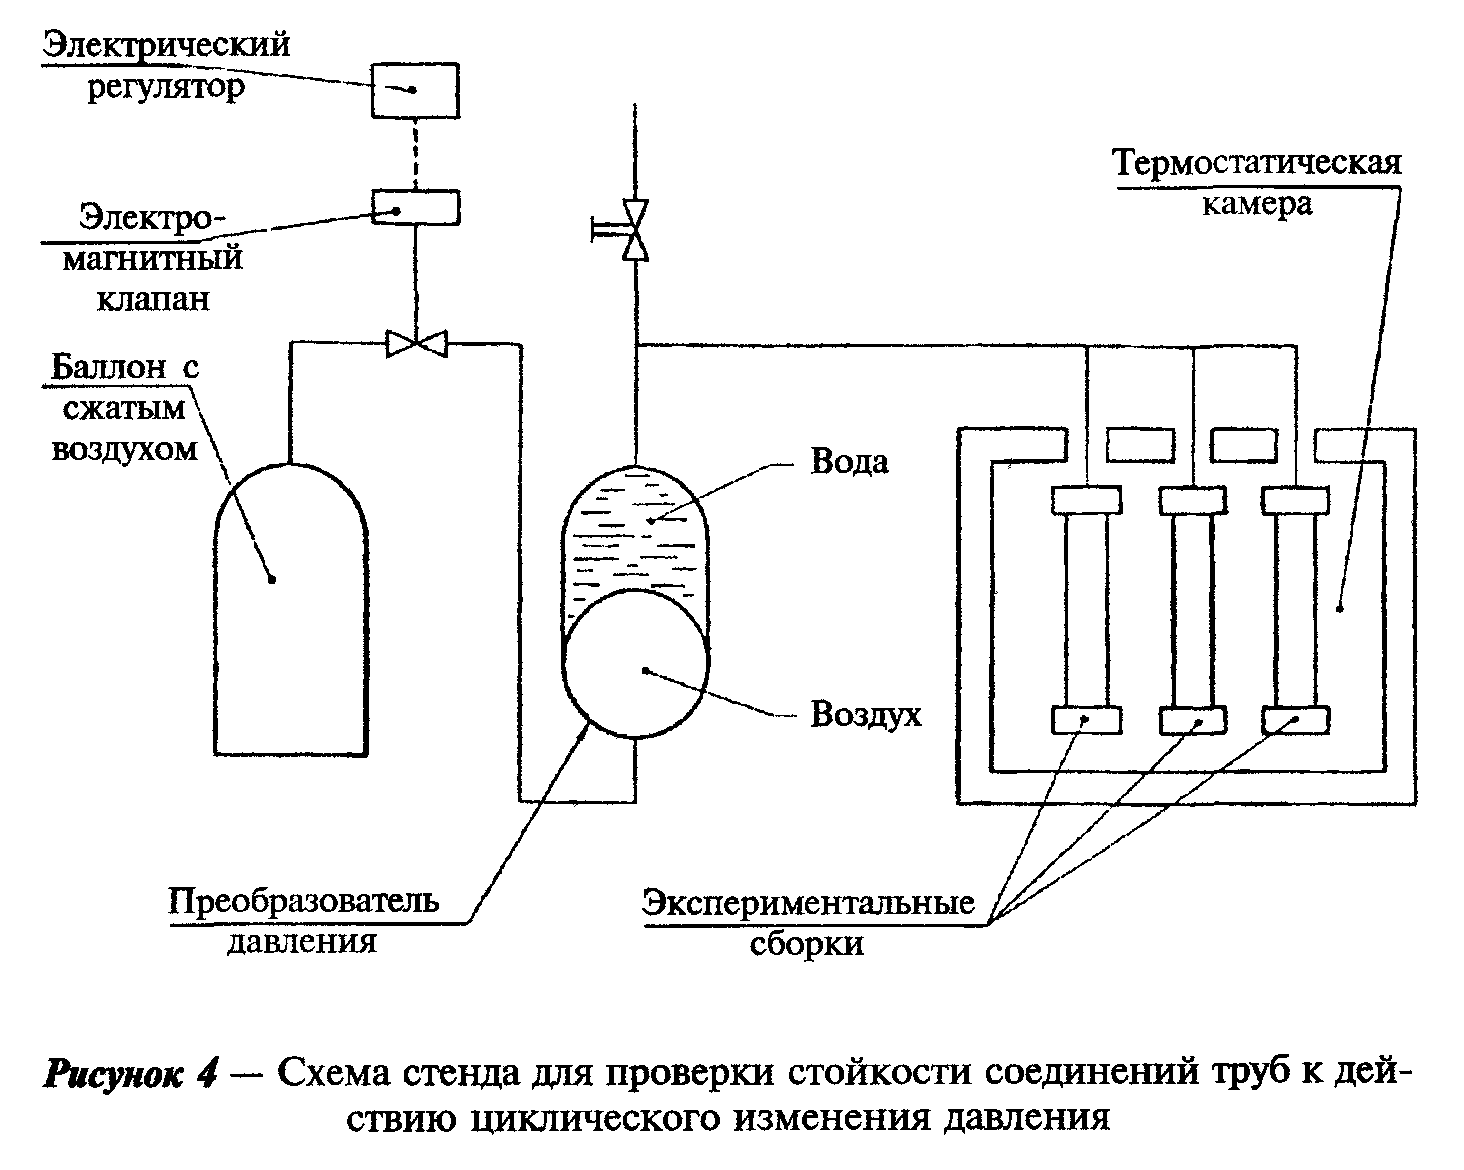 Электрический
регулятор
Электро-
магнитный
клапан
Баллон с
сжатым
воздухом
Термостатическая
камера
Вода
Воздух
Преобразователь
давления
Экспериментальные
сборки
Рисунок 4 — Схема стенда для проверки стойкости соединений труб к дей-
ствию циклического изменения давления